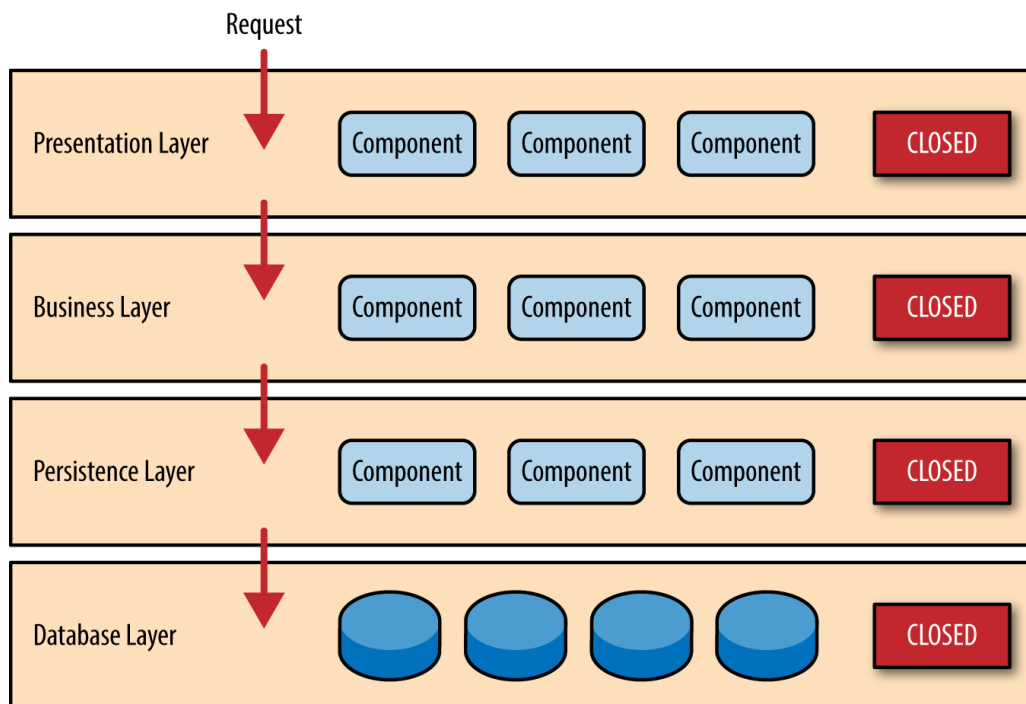 Request
Presentation Layer Component Component Component CLOSED
Business Layer Component Component Component CLOSED
Persistence Layer Component Component Component CLOSED
Database Layer CLOSED